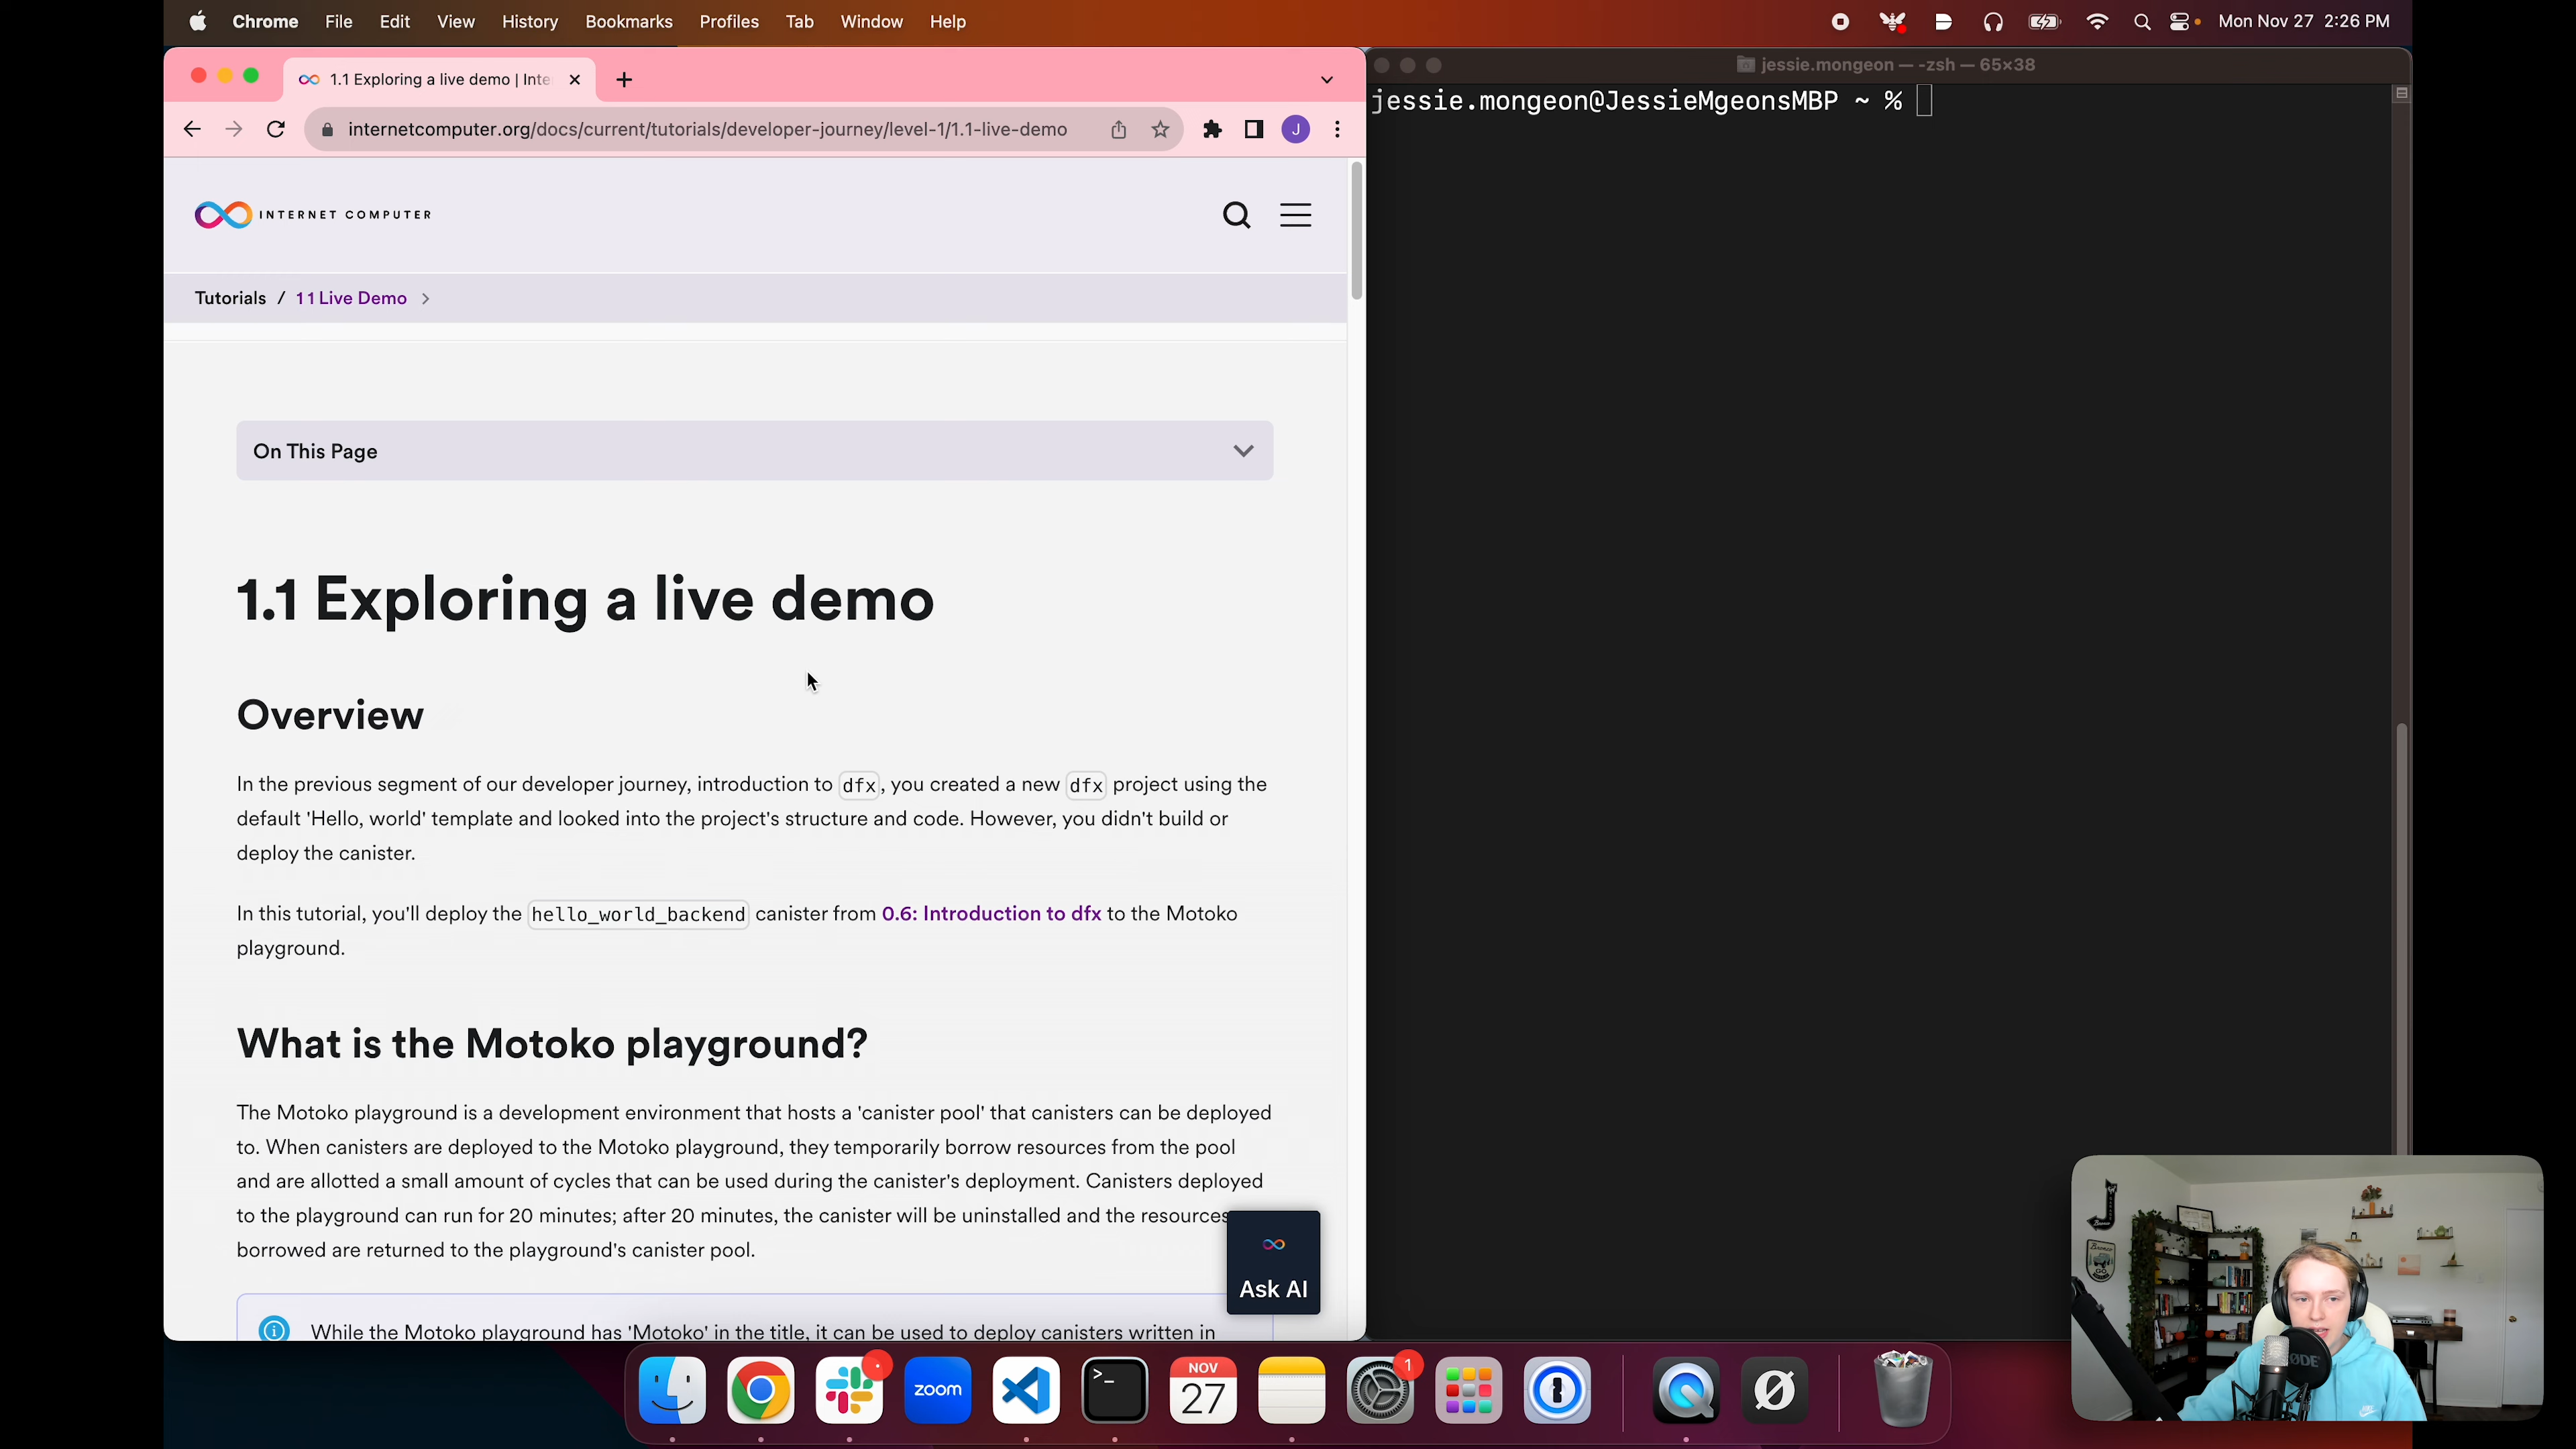 Chrome File Edit View History Bookmarks Profiles Tab Window Help
Mon Nov 27 2:26 PM
1.1 Exploring a live demo | Inte
jessie.mongeon — -zsh — 65×38
internetcomputer.org/docs/current/tutorials/developer-journey/level-1/1.1-live-demo
J
jessie.mongeon@JessieMgeonsMBP ~ %
INTERNET COMPUTER
Tutorials / 1 1 Live Demo >
On This Page
1.1 Exploring a live demo
Overview
In the previous segment of our developer journey, introduction to dfx, you created a new dfx project using the
default 'Hello, world' template and looked into the project's structure and code. However, you didn't build or
deploy the canister.
In this tutorial, you'll deploy the hello_world_backend canister from 0.6: Introduction to dfx to the Motoko
playground.
What is the Motoko playground?
The Motoko playground is a development environment that hosts a 'canister pool' that canisters can be deployed
to. When canisters are deployed to the Motoko playground, they temporarily borrow resources from the pool
and are allotted a small amount of cycles that can be used during the canister's deployment. Canisters deployed
to the playground can run for 20 minutes; after 20 minutes, the canister will be uninstalled and the resources
borrowed are returned to the playground's canister pool.
Ask AI
While the Motoko playground has 'Motoko' in the title, it can be used to deploy canisters written in
zoom
>_
NOV
27
1
RØDE